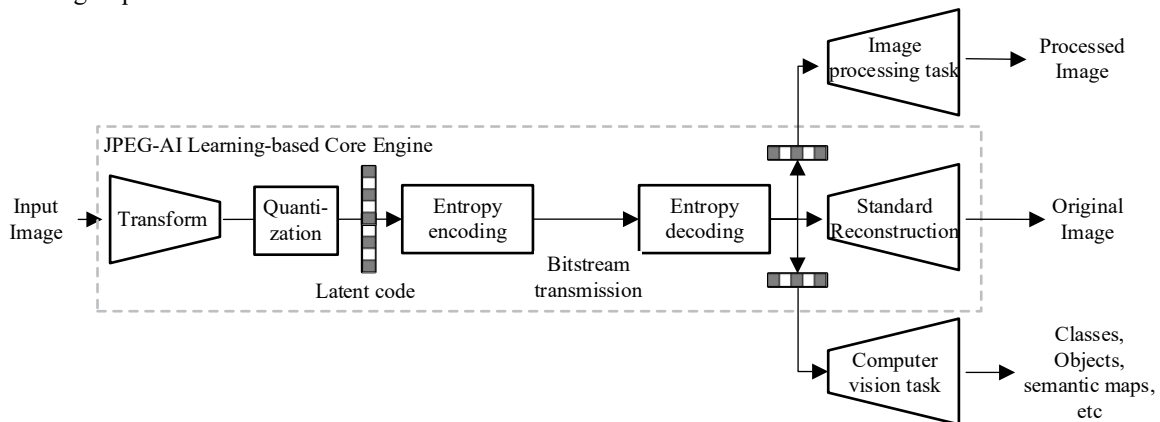 Image
processing task
Processed
Image
JPEG-AI Learning-based Core Engine
Input
Image
Transform
Quanti-
zation
Latent code
Entropy
encoding
Bitstream
transmission
Entropy
decoding
Standard
Reconstruction
Original
Image
Computer
vision task
Classes,
Objects,
semantic maps,
etc